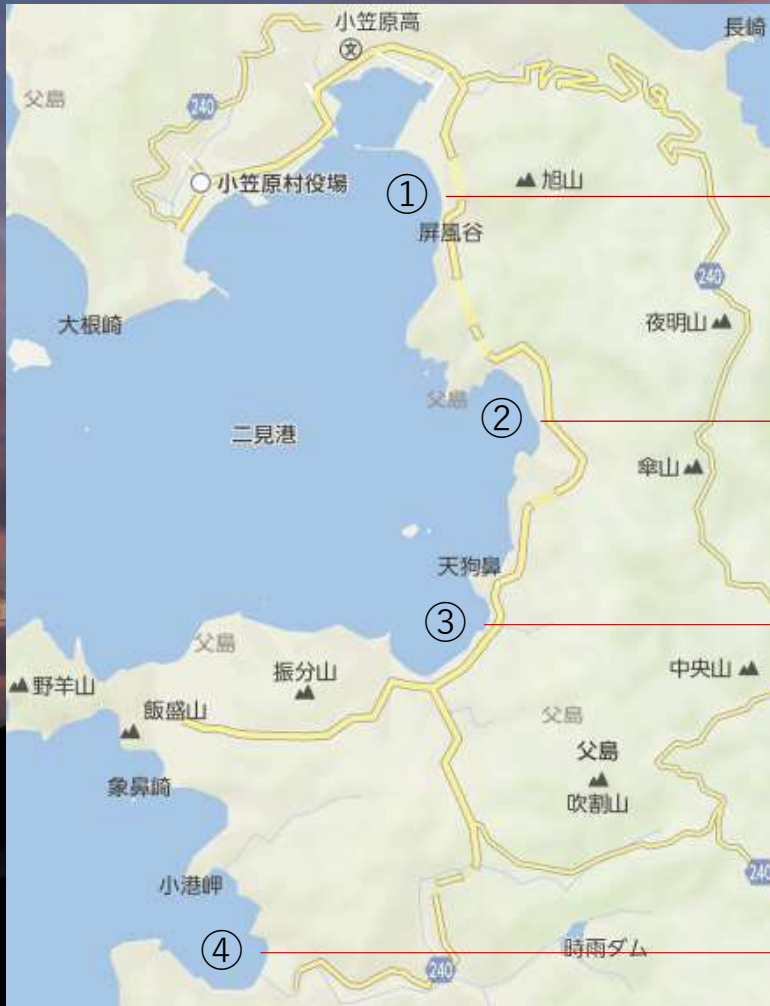 小笠原高
文
長崎
父島
240
小笠原村役場
①
旭山
屏風谷
240
大根崎
夜明山
父島
②
二見港
傘山
天狗鼻
③
父島
野羊山
振分山
中央山
飯盛山
父島
父島
象鼻崎
吹割山
240
小港岬
④
時雨ダム
240